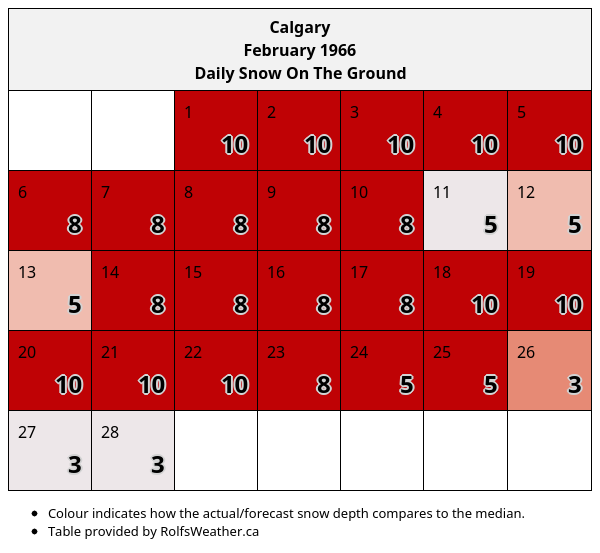 Calgary
February 1966
Daily Snow On The Ground
1 2 3 4 5
10 10 10 10 10
6 7 8 9 10 11 12
8 8 8 8 8 5 5
13 14 15 16 17 18 19
5 8 8 8 8 10 10
20 21 22 23 24 25 26
10 10 10 8 5 5 3
27 28
3 3
• Colour indicates how the actual/forecast snow depth compares to the median.
• Table provided by RolfsWeather.ca